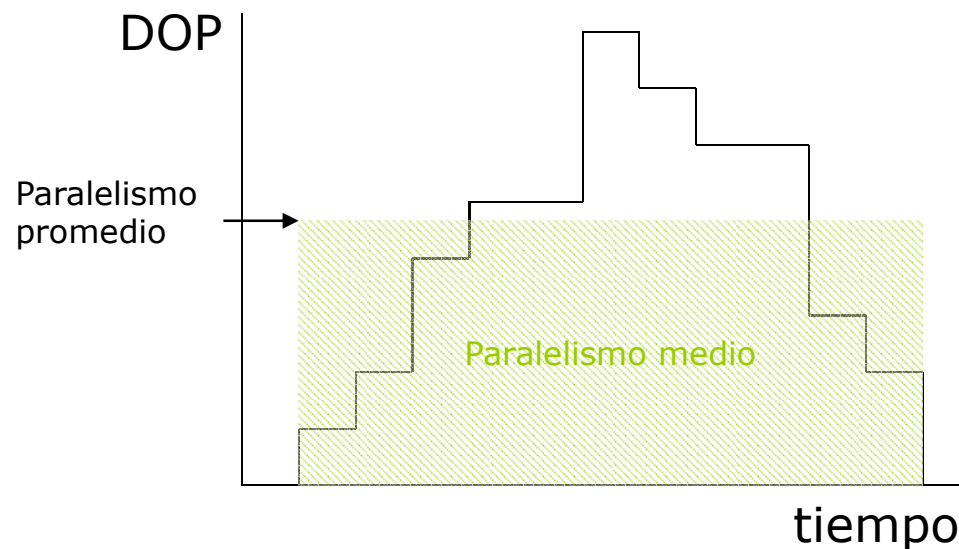 DOP
Paralelismo
promedio
Paralelismo medio
tiempo